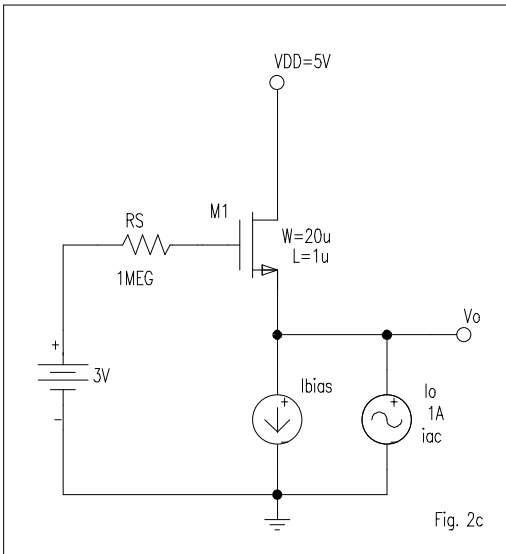 VDD=5V
M1
RS
W=20u
L=1u
1MEG
Vo
+
3V
-
Ibias
+
Io
1A
iac
+
-
Fig. 2c